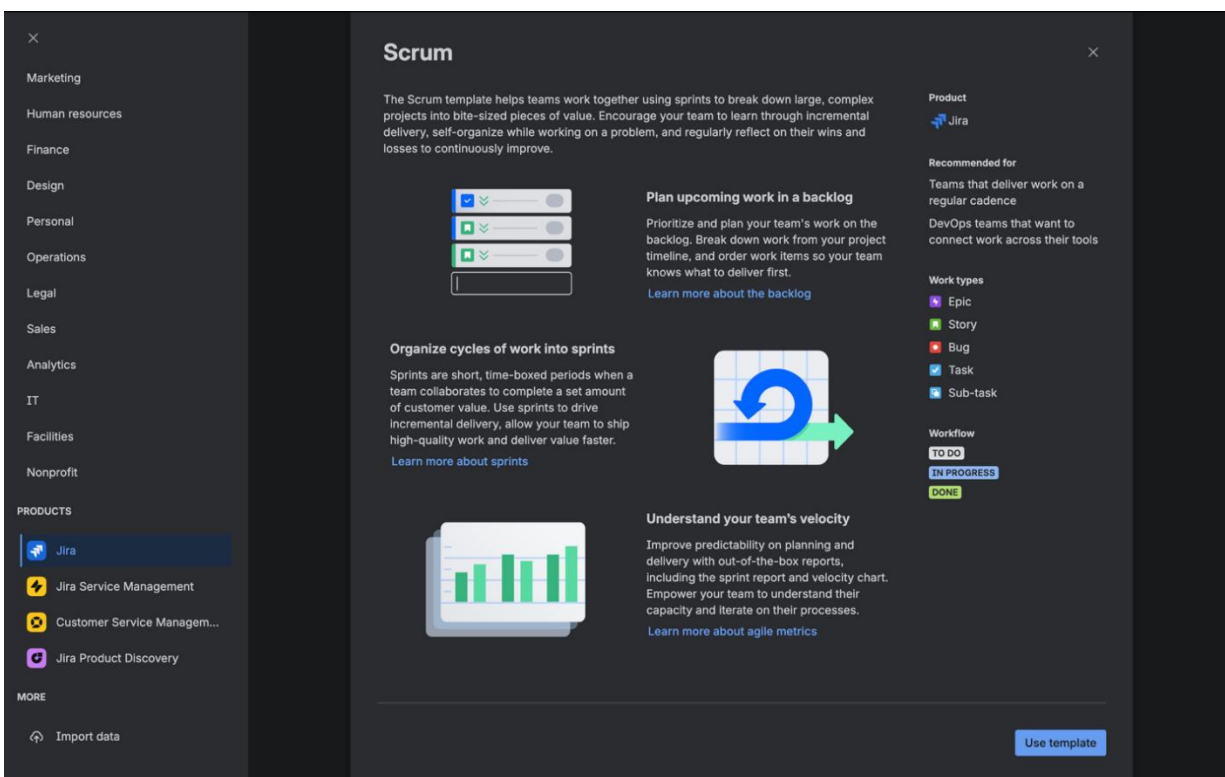 Marketing
Human resources
Finance
Design
Personal
Operations
Legal
Sales
Analytics
IT
Facilities
Nonprofit
PRODUCTS
Jira
Jira Service Management
Customer Service Managem...
Jira Product Discovery
MORE
Import data
Scrum
The Scrum template helps teams work together using sprints to break down large, complex
projects into bite-sized pieces of value. Encourage your team to learn through incremental
delivery, self-organize while working on a problem, and regularly reflect on their wins and
losses to continuously improve.
Plan upcoming work in a backlog
Prioritize and plan your team's work on the
backlog. Break down work from your project
timeline, and order work items so your team
knows what to deliver first.
Learn more about the backlog
Organize cycles of work into sprints
Sprints are short, time-boxed periods when a
team collaborates to complete a set amount
of customer value. Use sprints to drive
incremental delivery, allow your team to ship
high-quality work and deliver value faster.
Learn more about sprints
Understand your team's velocity
Improve predictability on planning and
delivery with out-of-the-box reports,
including the sprint report and velocity chart.
Empower your team to understand their
capacity and iterate on their processes.
Learn more about agile metrics
Product
Jira
Recommended for
Teams that deliver work on a
regular cadence
DevOps teams that want to
connect work across their tools
Work types
Epic
Story
Bug
Task
Sub-task
Workflow
TO DO
IN PROGRESS
DONE
Use template